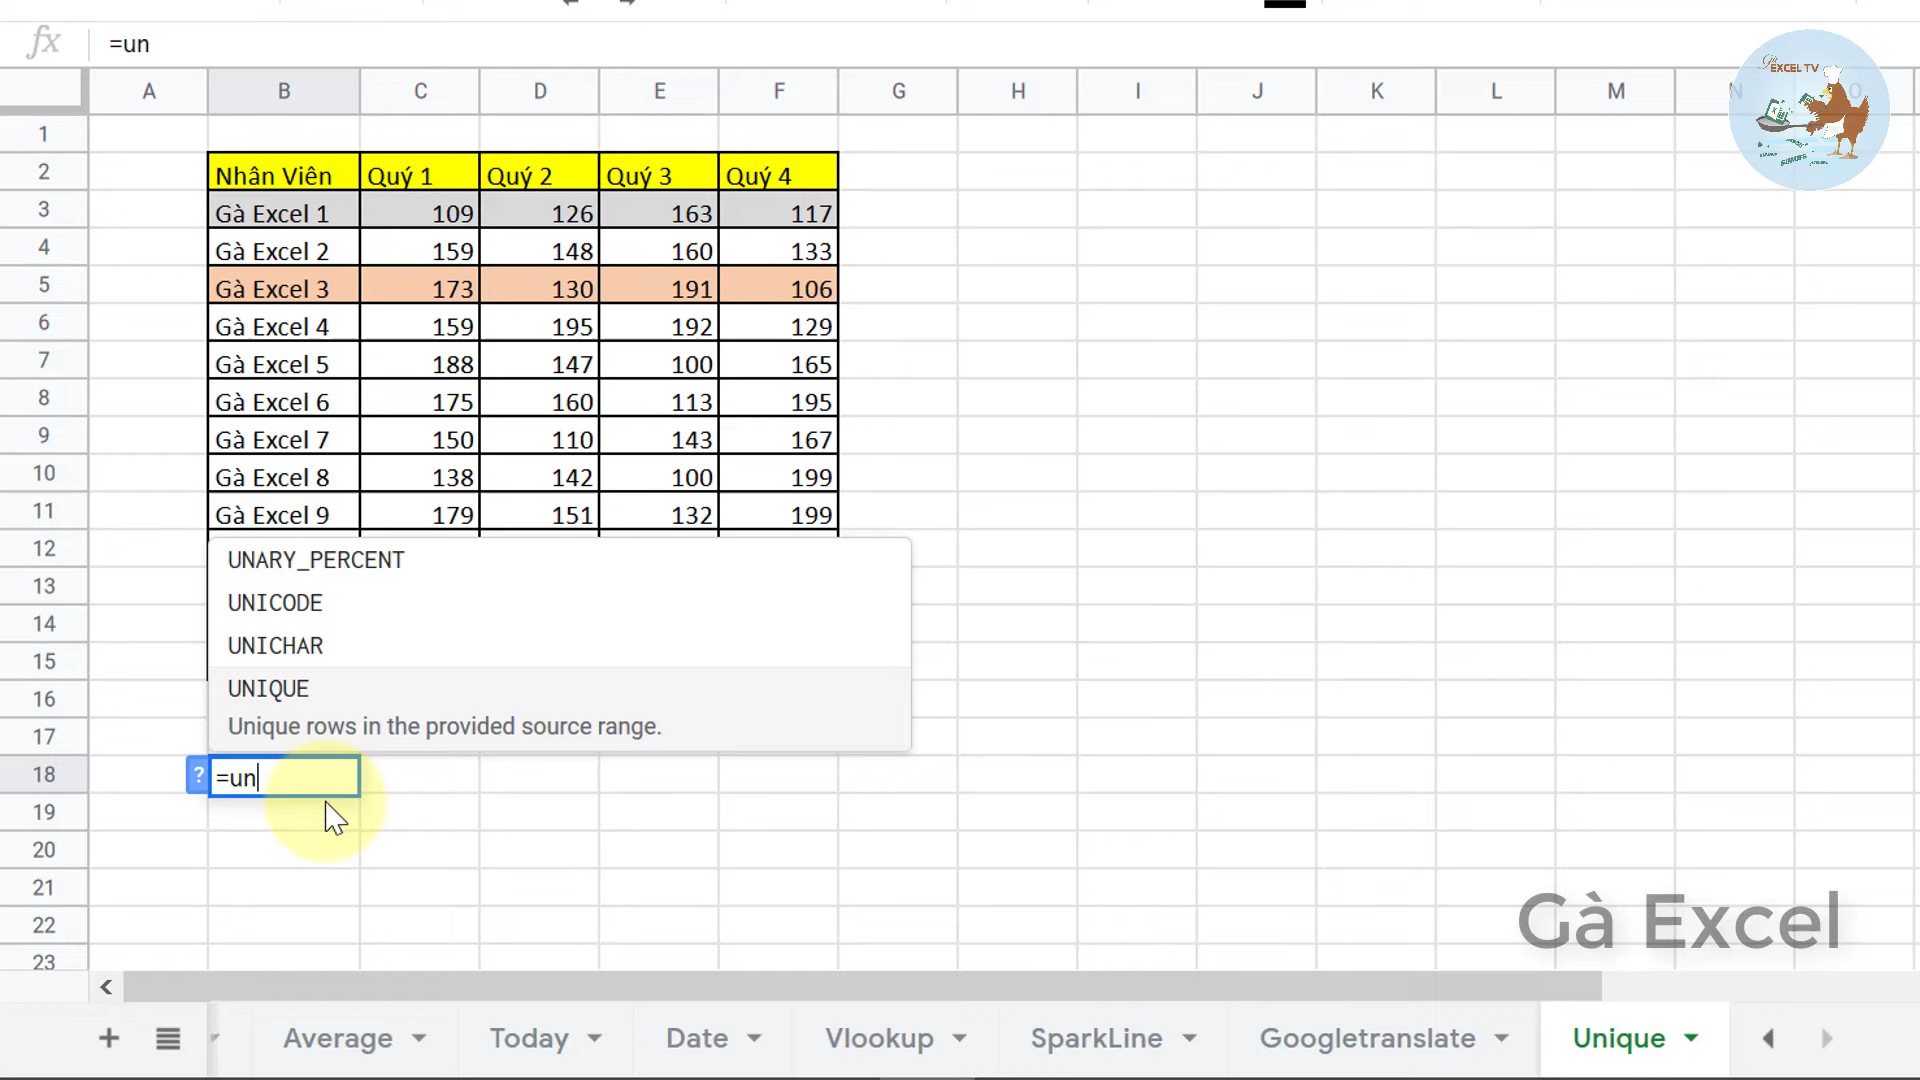 fx =un
A B C D E F G H I J K L M N O
EXCEL TV
1
2 Nhân Viên Quý 1 Quý 2 Quý 3 Quý 4
3 Gà Excel 1 109 126 163 117
4 Gà Excel 2 159 148 160 133
5 Gà Excel 3 173 130 191 106
6 Gà Excel 4 159 195 192 129
7 Gà Excel 5 188 147 100 165
8 Gà Excel 6 175 160 113 195
9 Gà Excel 7 150 110 143 167
10 Gà Excel 8 138 142 100 199
11 Gà Excel 9 179 151 132 199
12 UNARY_PERCENT
13 UNICODE
14
15 UNICHAR
16 UNIQUE
17 Unique rows in the provided source range.
18 ? =un
19
20
21
22
Gà Excel
23
+ Average Today Date Vlookup SparkLine Googletranslate Unique